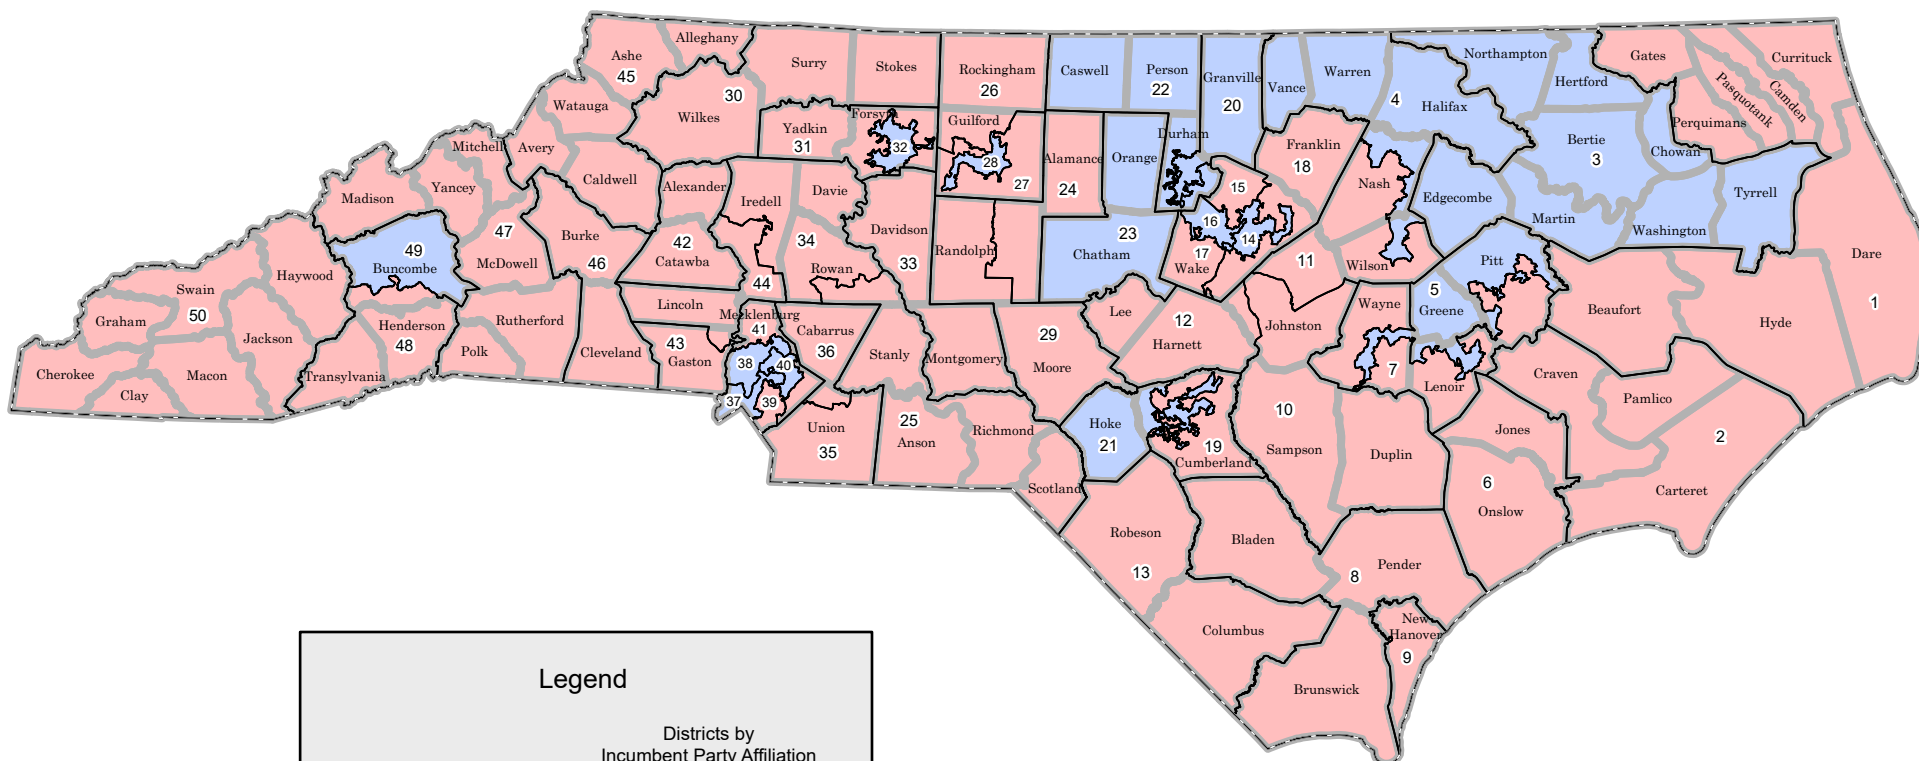 Alleghany
Ashe
45
Surry
Stokes
Rockingham
26
Caswell
Person
22
Granville
20
Vance
Warren
4
Halifax
Northampton
Hertford
Gates
Currituck
Camden
Pasquotank
Perquimans
Chowan
Bertie
3
Watauga
Wilkes
30
Yadkin
31
Forsyth
32
Guilford
28
27
Alamance
24
Orange
Durham
Franklin
18
Nash
Edgecombe
Martin
Washington
Tyrrell
Dare
1
Mitchell
Avery
Yancey
Madison
Caldwell
Alexander
Iredell
Davie
Davidson
33
Randolph
Chatham
23
15
16
14
17
Wake
11
Wilson
Pitt
5
Greene
Beaufort
Hyde
Haywood
Buncombe
49
McDowell
47
Burke
46
42
Catawba
34
Rowan
44
Swain
50
Graham
Jackson
Henderson
48
Rutherford
Polk
Cleveland
Lincoln
43
Gaston
Mecklenburg
41
38
40
37
39
Cabarrus
36
Stanly
Montgomery
29
Moore
Lee
12
Harnett
Johnston
Wayne
7
Lenoir
Craven
Pamlico
Cherokee
Clay
Macon
Transylvania
Union
35
25
Anson
Richmond
Scotland
Hoke
21
19
Cumberland
10
Sampson
Duplin
Jones
6
Onslow
2
Carteret
Robeson
13
Bladen
8
Pender
Columbus
New
Hanover
9
Brunswick
Legend
Districts by
Incumbent Party Affiliation